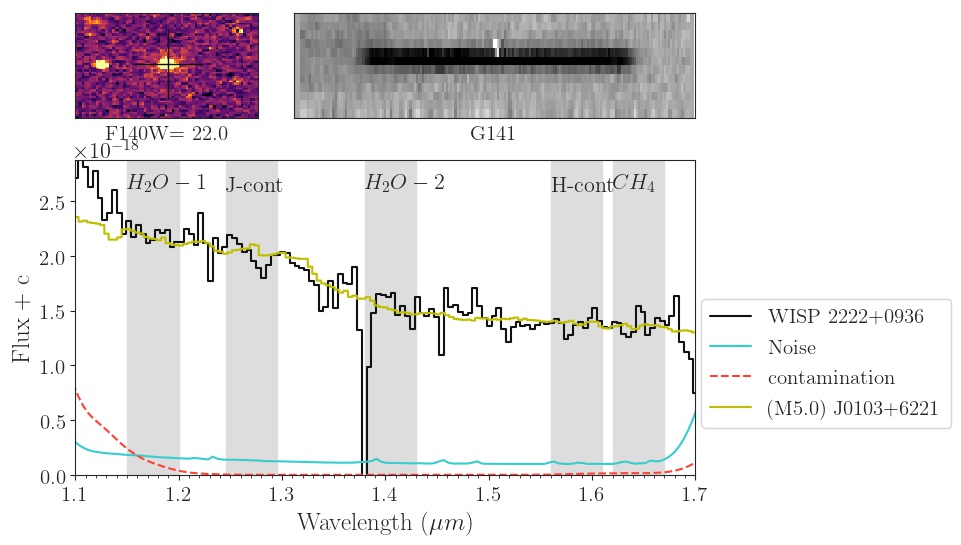 F140W= 22.0
G141
×10−18
H2O − 1
J-cont
H2O − 2
H-cont
CH4
2.5
2.0
1.5
1.0
0.5
0.0
Flux + c
1.1
1.2
1.3
1.4
1.5
1.6
1.7
Wavelength (μm)
WISP 2222+0936
Noise
contamination
(M5.0) J0103+6221